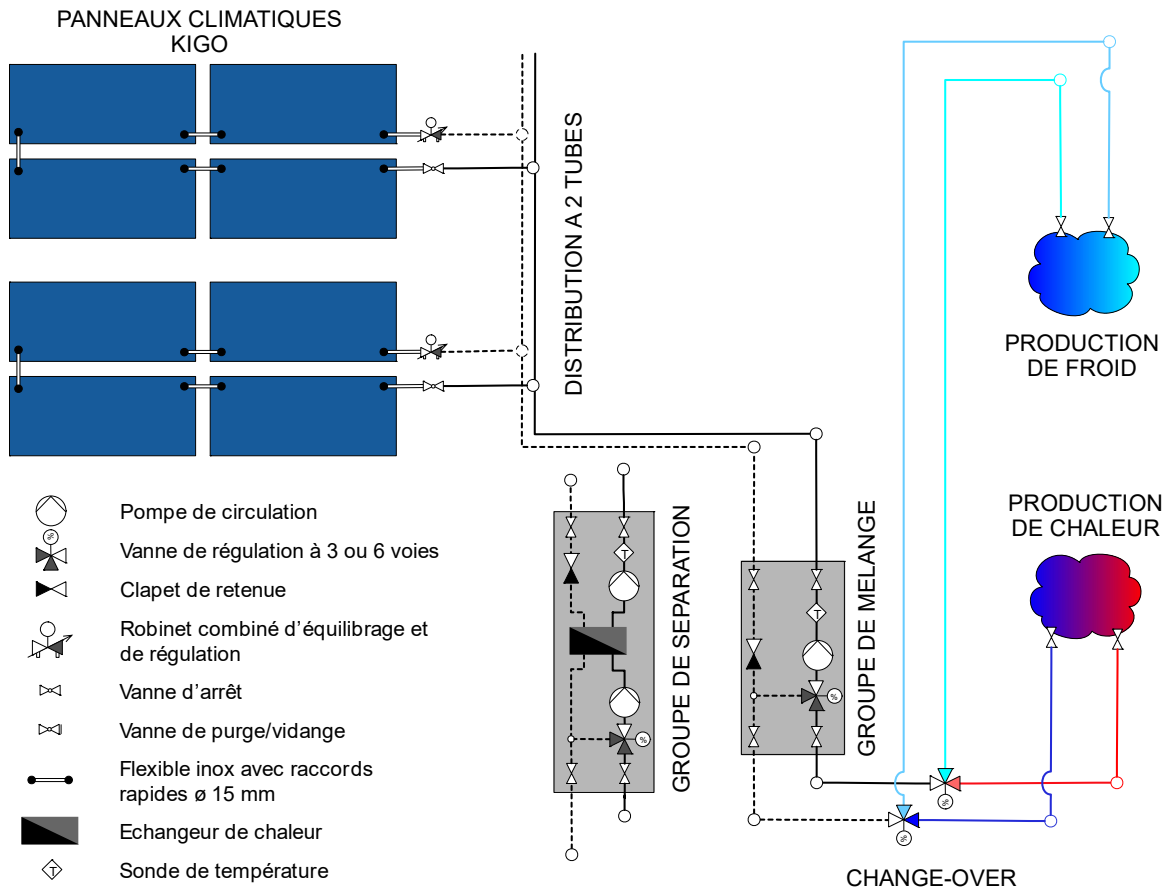 PANNEAUX CLIMATIQUES
KIGO
DISTRIBUTION A 2 TUBES
PRODUCTION
DE FROID
PRODUCTION
DE CHALEUR
GROUPE DE SEPARATION
GROUPE DE MELANGE
T
T
%
%
%
%
CHANGE-OVER
Pompe de circulation
%
Vanne de régulation à 3 ou 6 voies
Clapet de retenue
Robinet combiné d’équilibrage et
de régulation
Vanne d’arrêt
Vanne de purge/vidange
Flexible inox avec raccords
rapides ø 15 mm
Echangeur de chaleur
T
Sonde de température